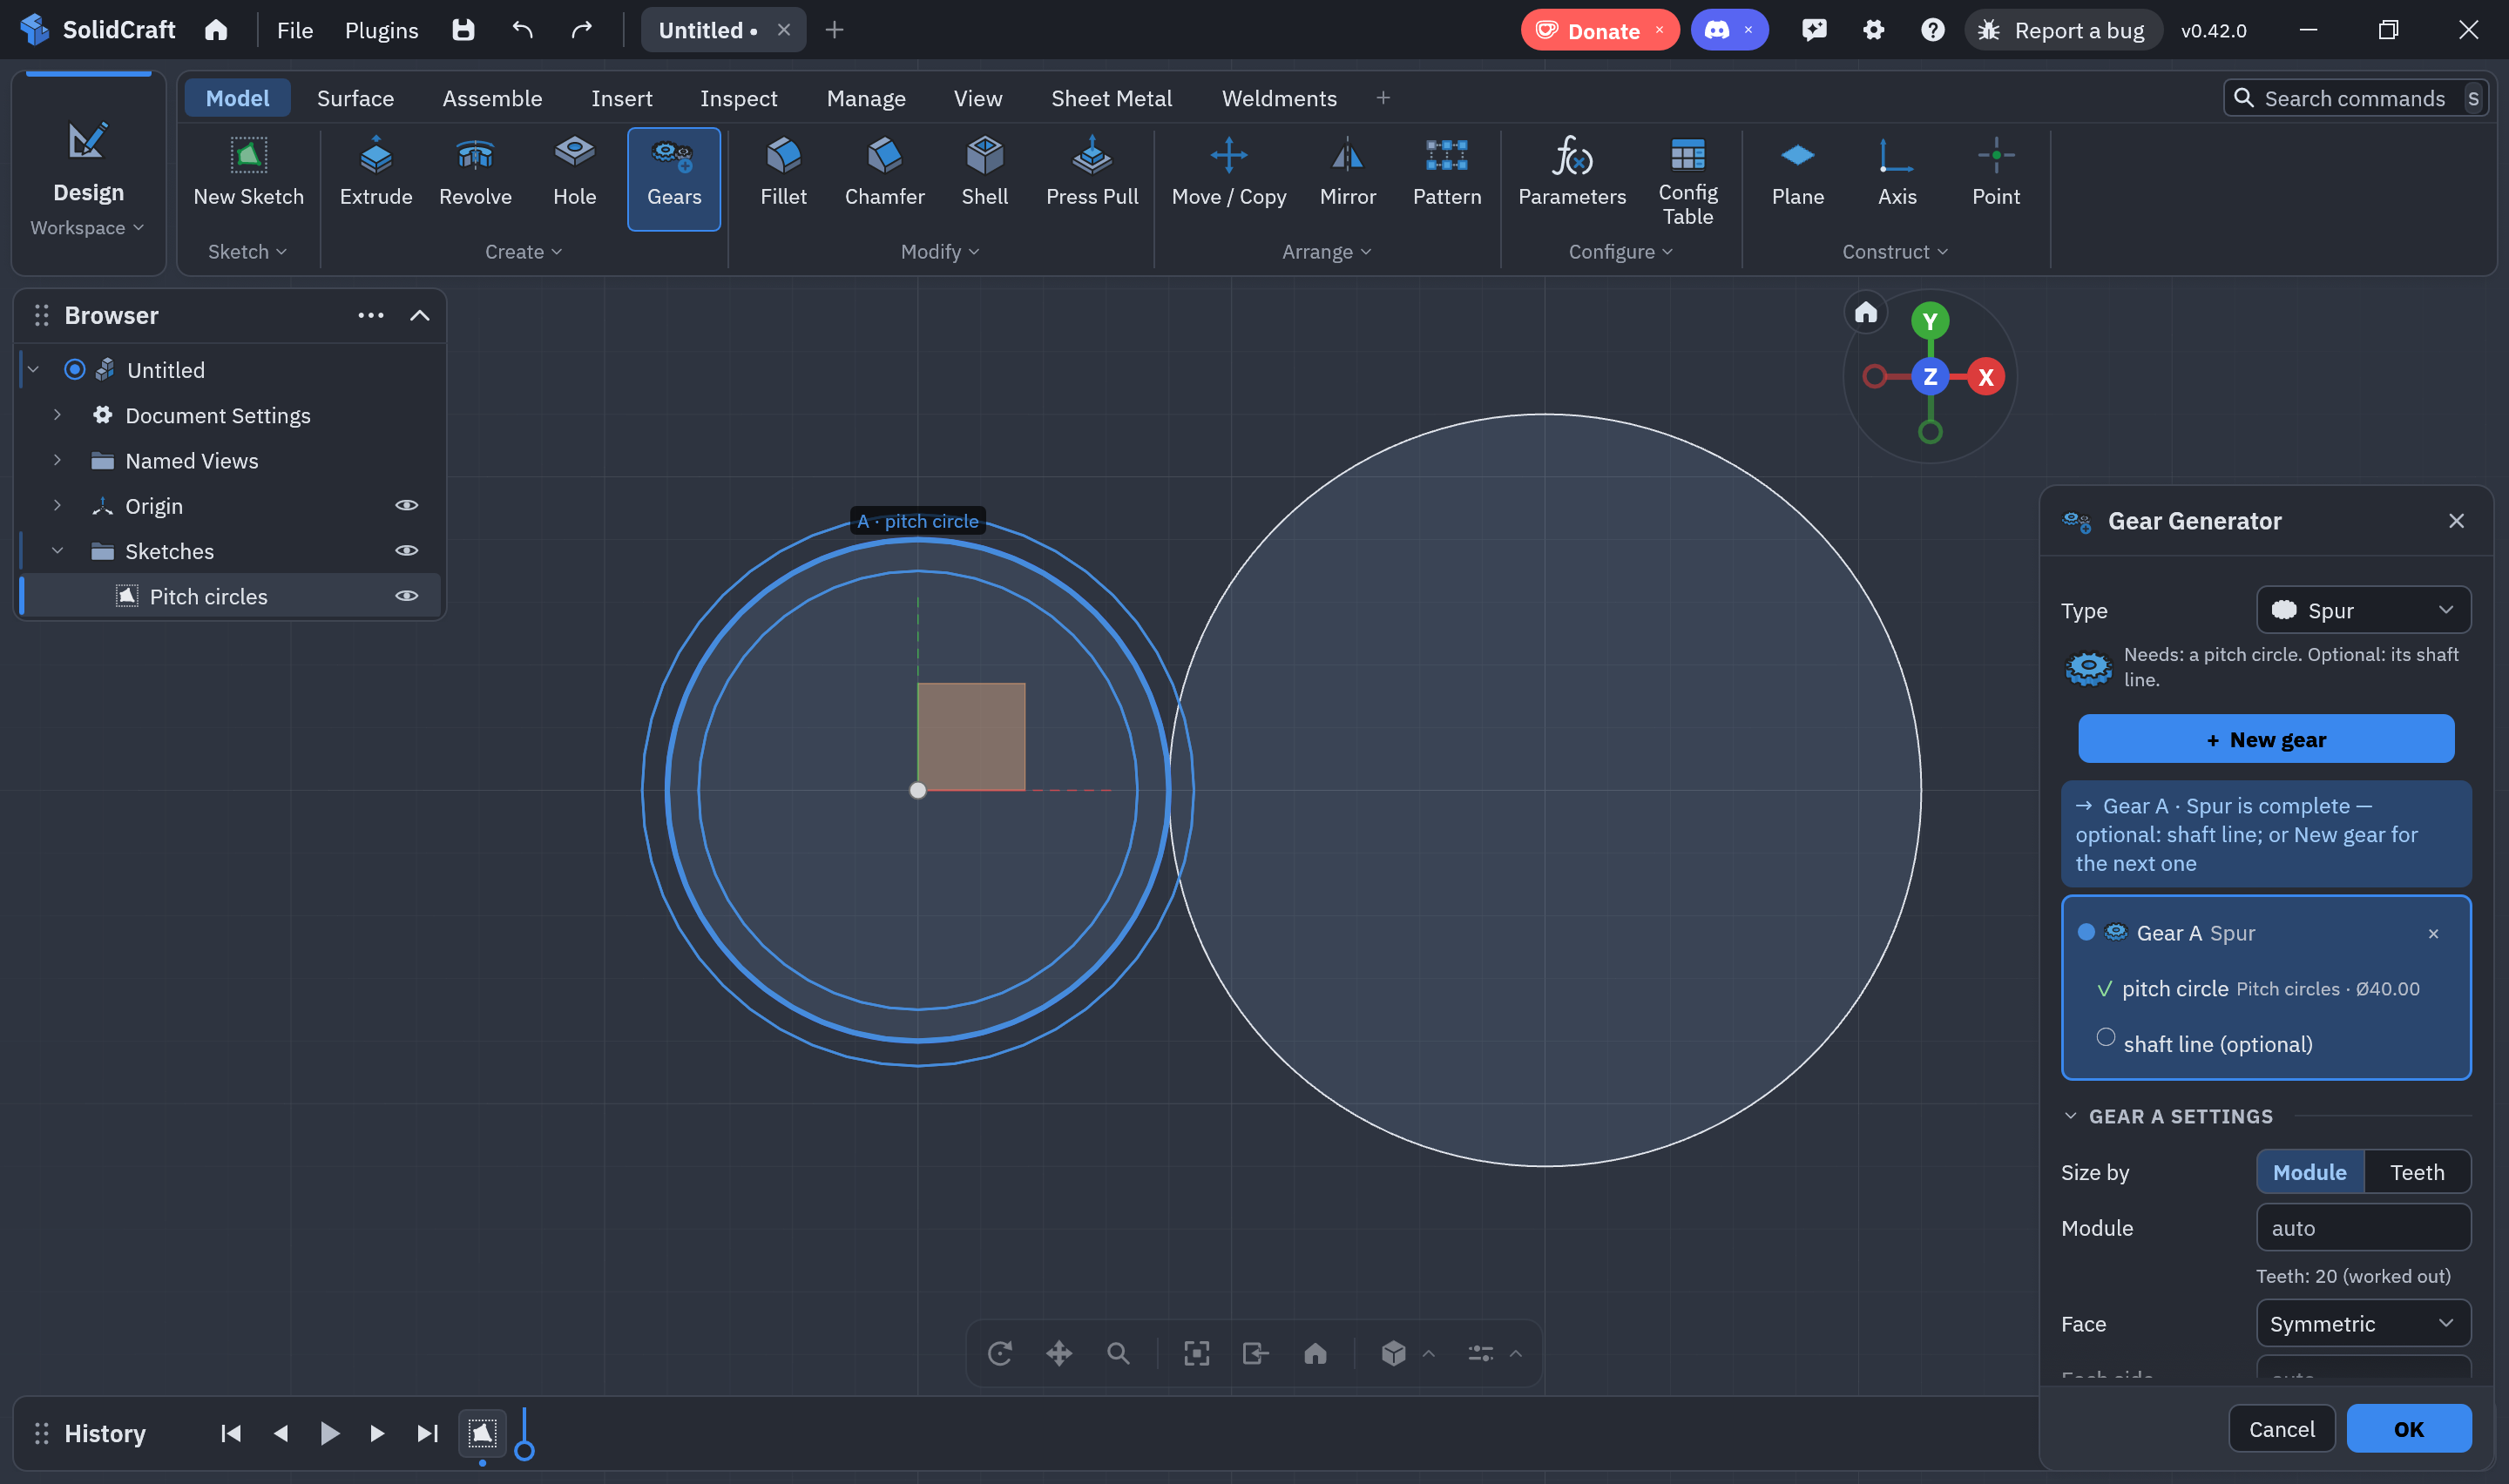 SolidCraft
File
Plugins
Untitled •
Donate
Report a bug
v0.42.0
Design
Workspace
Model
Surface
Assemble
Insert
Inspect
Manage
View
Sheet Metal
Weldments
Search commands
S
New Sketch
Extrude
Revolve
Hole
Gears
Fillet
Chamfer
Shell
Press Pull
Move / Copy
Mirror
Pattern
Parameters
Config
Table
Plane
Axis
Point
Sketch
Create
Modify
Arrange
Configure
Construct
Browser
Untitled
Document Settings
Named Views
Origin
Sketches
Pitch circles
A · pitch circle
Y
Z
X
Gear Generator
Type
Spur
Needs: a pitch circle. Optional: its shaft
line.
+ New gear
→ Gear A · Spur is complete —
optional: shaft line; or New gear for
the next one
Gear A Spur
pitch circle Pitch circles · Ø40.00
shaft line (optional)
GEAR A SETTINGS
Size by
Module
Teeth
Module
auto
Teeth: 20 (worked out)
Face
Symmetric
Cancel
OK
History